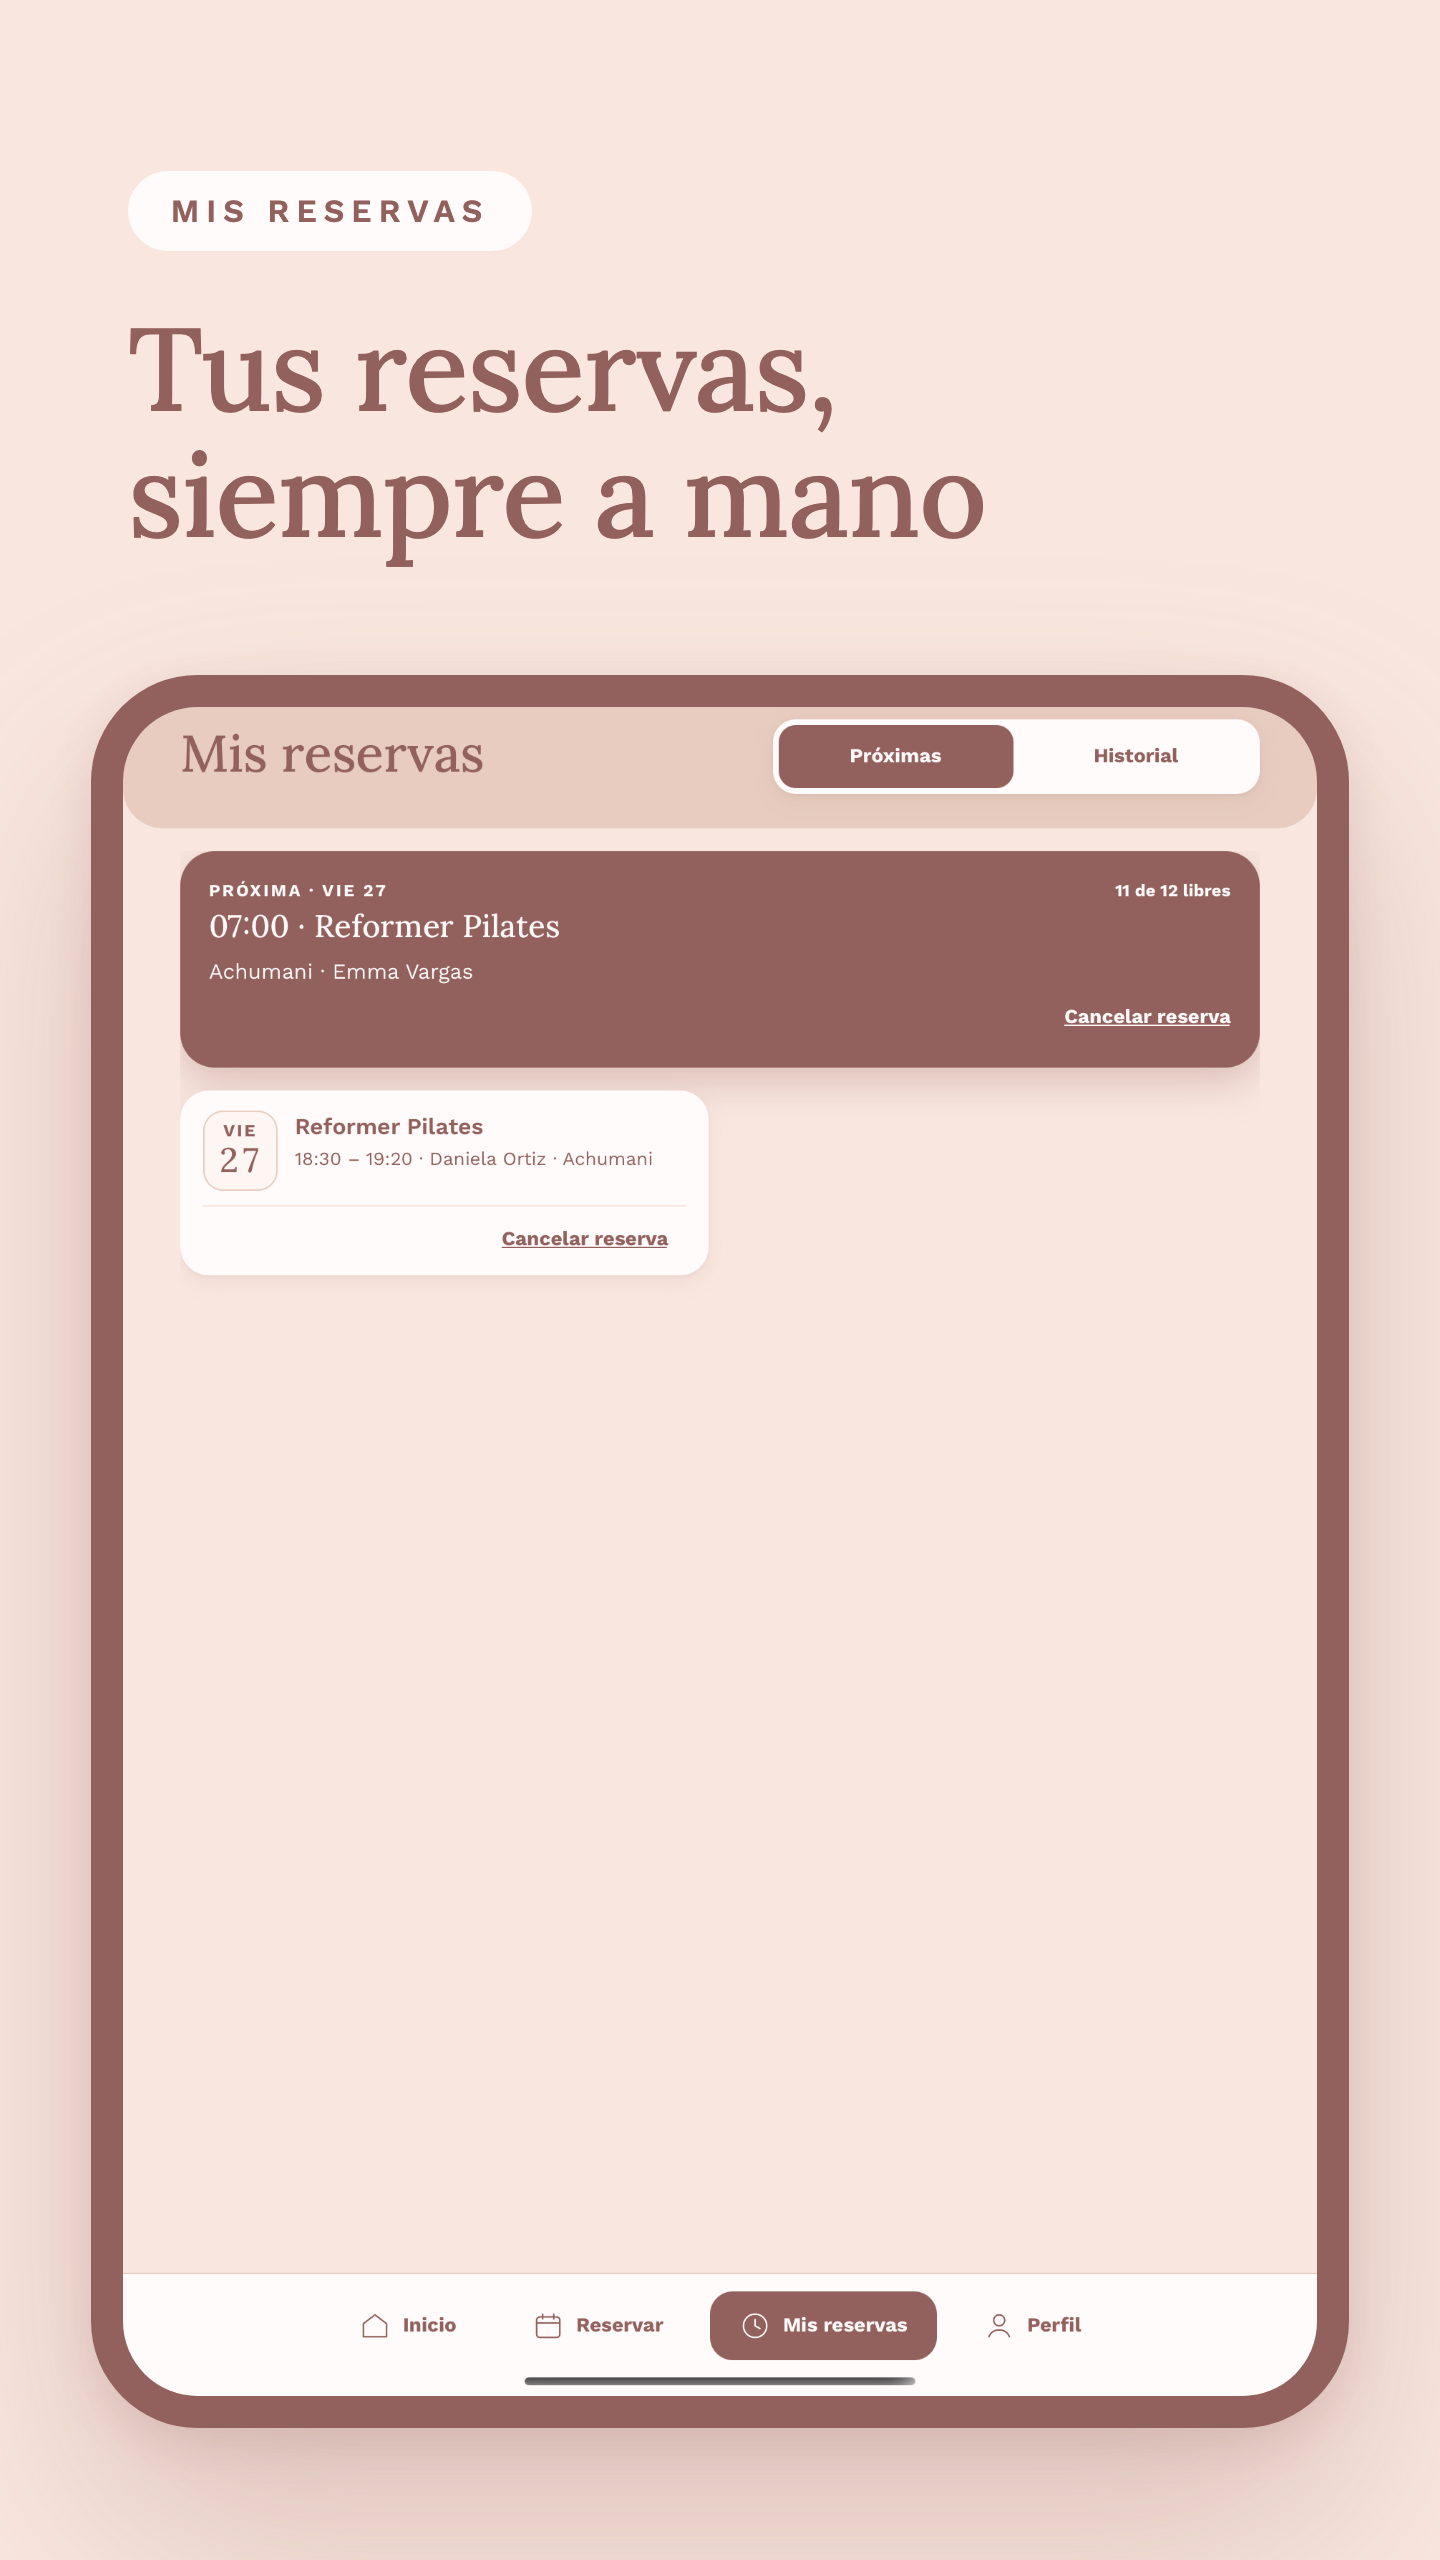 MIS RESERVAS
Tus reservas,
siempre a mano
Mis reservas
Próximas
Historial
PRÓXIMA · VIE 27
11 de 12 libres
07:00 · Reformer Pilates
Achumani · Emma Vargas
Cancelar reserva
VIE
27
Reformer Pilates
18:30 – 19:20 · Daniela Ortiz · Achumani
Cancelar reserva
Inicio
Reservar
Mis reservas
Perfil